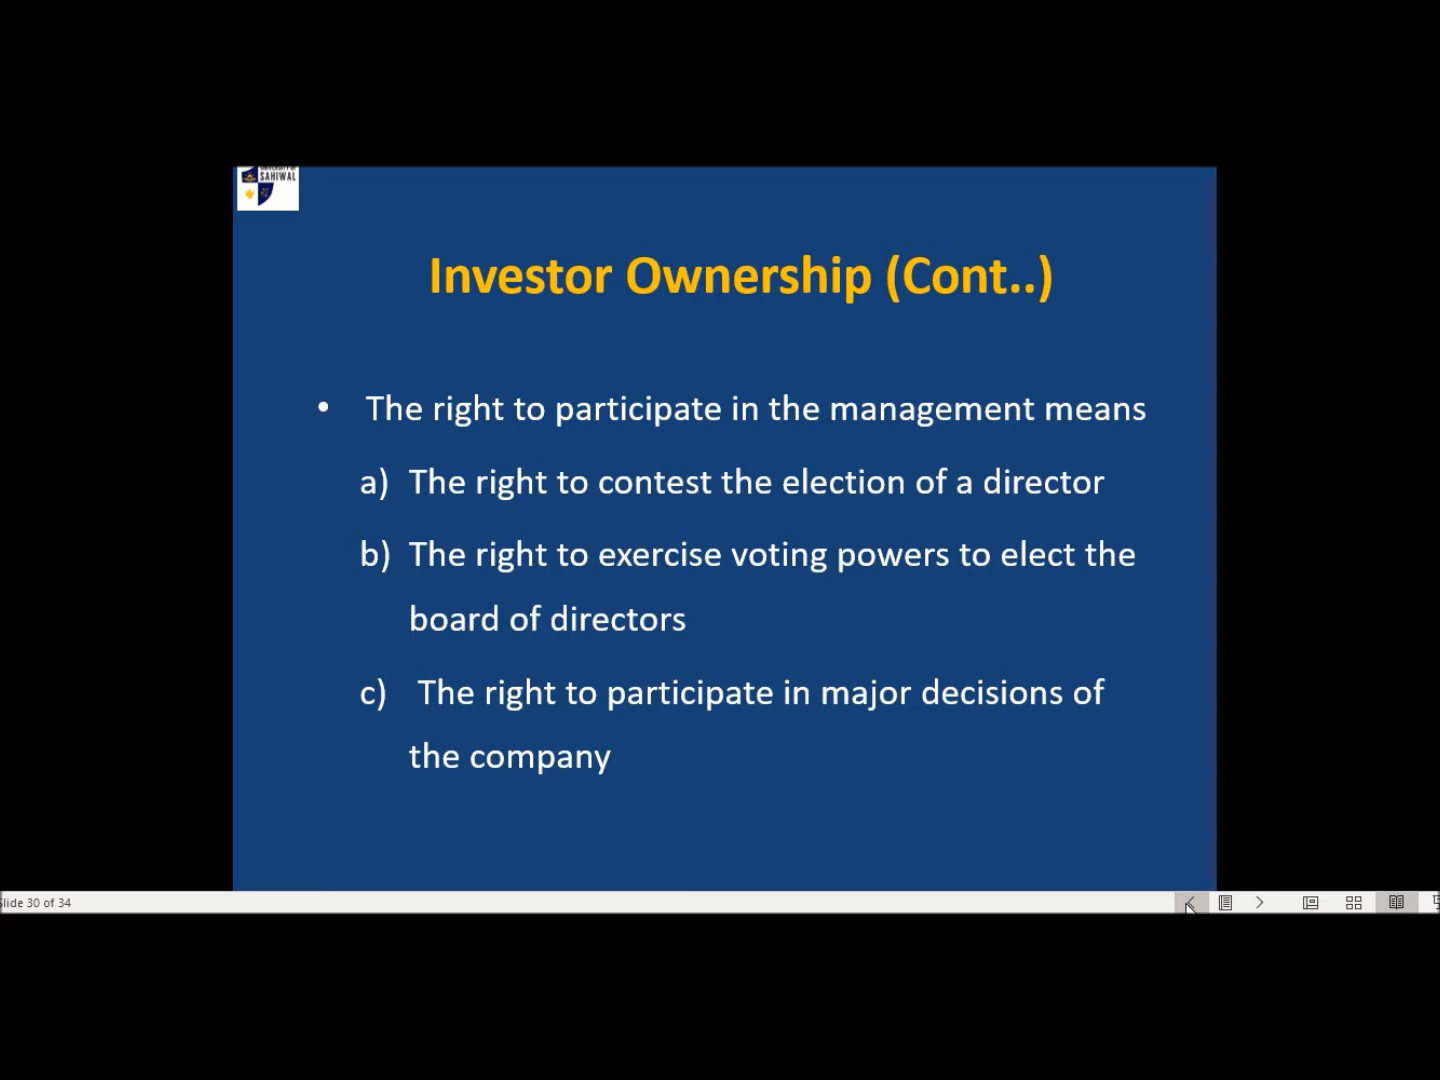 SAHIWAL
Investor Ownership (Cont..)
• The right to participate in the management means
a) The right to contest the election of a director
b) The right to exercise voting powers to elect the
board of directors
c) The right to participate in major decisions of
the company
Slide 30 of 34